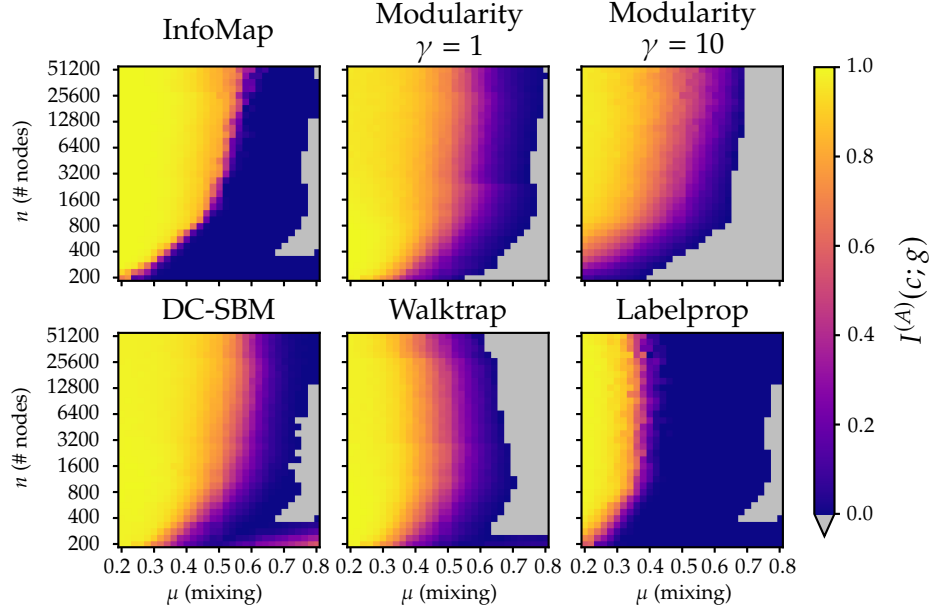 InfoMap
Modularity
γ = 1
Modularity
γ = 10
51200
25600
12800
6400
3200
1600
800
400
200
n (# nodes)
DC-SBM
Walktrap
Labelprop
51200
25600
12800
6400
3200
1600
800
400
200
n (# nodes)
0.2 0.3 0.4 0.5 0.6 0.7 0.8
0.2 0.3 0.4 0.5 0.6 0.7 0.8
0.2 0.3 0.4 0.5 0.6 0.7 0.8
μ (mixing)
μ (mixing)
μ (mixing)
1.0
0.8
0.6
0.4
0.2
0.0
I^(A)(c; g)